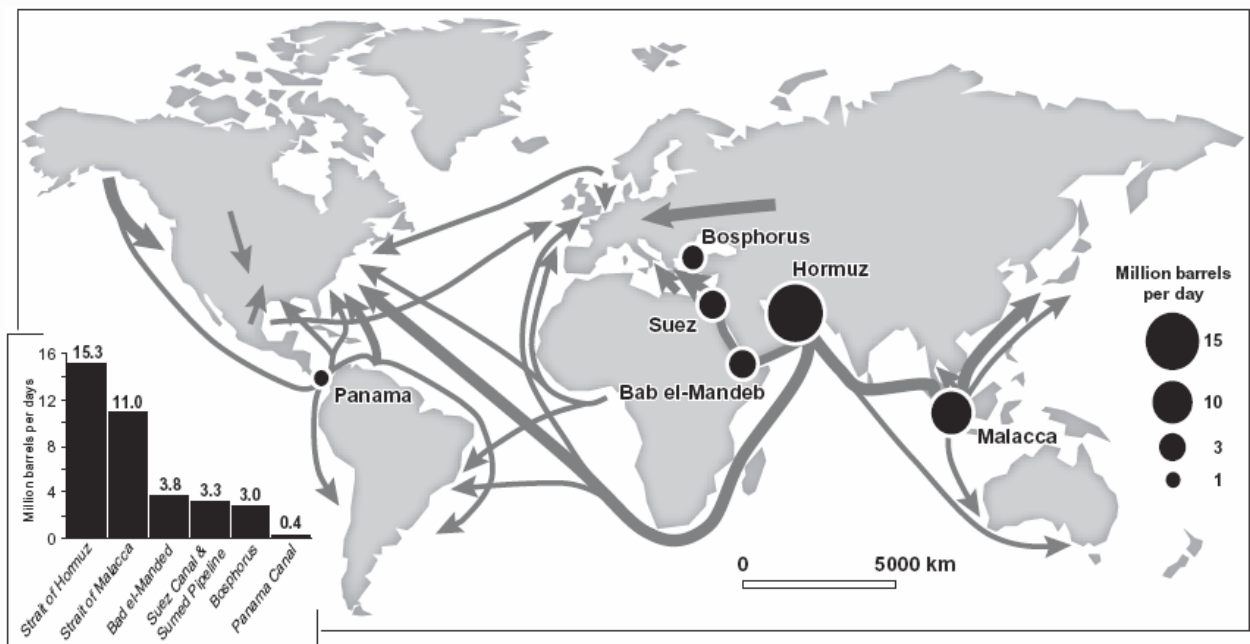 Bosphorus
Hormuz
Suez
Bab el-Mandeb
Panama
Malacca
Million barrels
per day
15
10
3
1
0 5000 km
Million barrels per days
16
12
8
4
0
15.3
11.0
3.8
3.3
3.0
0.4
Strait of Hormuz
Strait of Malacca
Bad el-Manded
Suez Canal &
Sumed Pipeline
Bosphorus
Panama Canal